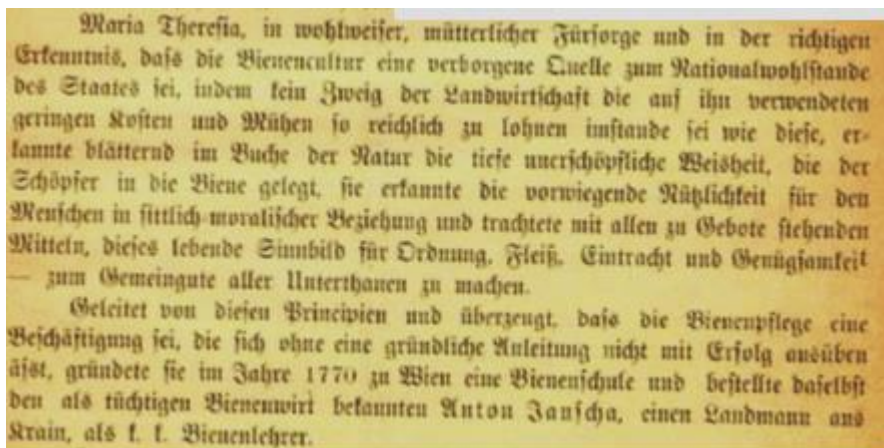 Maria Theresia, in wohlweiser, mütterlicher Fürsorge und in der richtigen
Erkenntnis, dass die Bienencultur eine verborgene Quelle zum Nationalwohlstande
des Staates sei, indem kein Zweig der Landwirtschaft die auf ihn verwendeten
geringen Kosten und Mühen so reichlich zu lohnen imstande sei wie diese, er-
kannte blätternd im Buche der Natur die tiefe unerschöpfliche Weisheit, die der
Schöpfer in die Biene gelegt, sie erkannte die vorwiegende Nützlichkeit für den
Menschen in sittlich-moralischer Beziehung und trachtete mit allen zu Gebote stehenden
Mitteln, dieses lebende Sinnbild für Ordnung, Fleiß, Eintracht und Genügsamkeit
— zum Gemeingute aller Unterthanen zu machen.
Geleitet von diesen Principien und überzeugt, dass die Bienenpflege eine
Beschäftigung sei, die sich ohne eine gründliche Anleitung nicht mit Erfolg ausüben
äfst, gründete sie im Jahre 1770 zu Wien eine Bienenschule und bestellte daselbst
den als tüchtigen Bienenwirt bekannten Anton Janscha, einen Landmann aus
Krain, als k. k. Bienenlehrer.